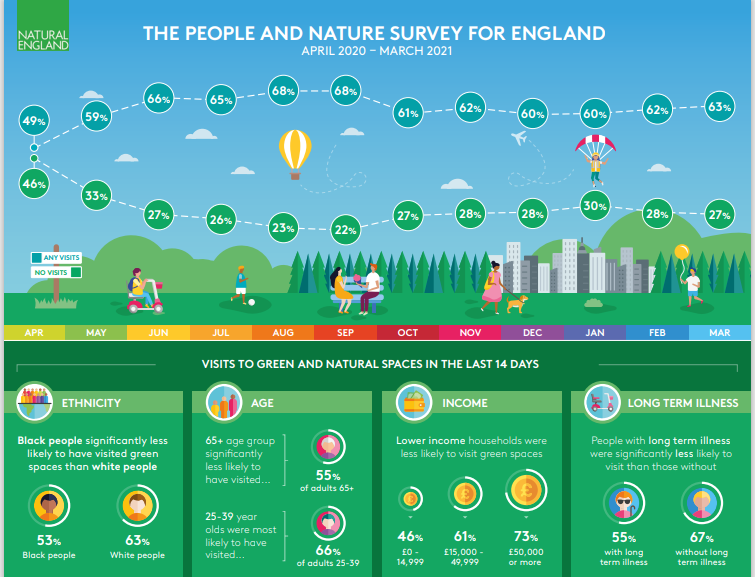 NATURAL
ENGLAND
THE PEOPLE AND NATURE SURVEY FOR ENGLAND
APRIL 2020 – MARCH 2021
49%
59%
66%
65%
68%
68%
61%
62%
60%
60%
62%
63%
46%
33%
27%
26%
23%
22%
27%
28%
28%
30%
28%
27%
ANY VISITS
NO VISITS
APR MAY JUN JUL AUG SEP OCT NOV DEC JAN FEB MAR
VISITS TO GREEN AND NATURAL SPACES IN THE LAST 14 DAYS
ETHNICITY
Black people significantly less
likely to have visited green
spaces than white people
53%
Black people
63%
White people
AGE
65+ age group
significantly
less likely to
have visited...
55%
of adults 65+
25-39 year
olds were most
likely to have
visited...
66%
of adults 25-39
INCOME
Lower income households were
less likely to visit green spaces
£
£
£
46%
£0 -
14,999
61%
£15,000 -
49,999
73%
£50,000
or more
LONG TERM ILLNESS
People with long term illness
were significantly less likely to
visit than those without
55%
with long
term illness
67%
without long
term illness